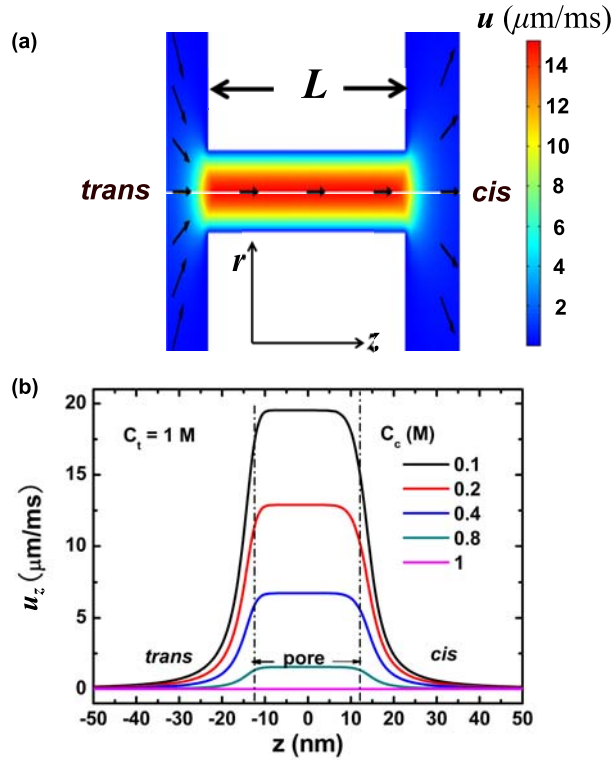 (a)
u (μm/ms)
L
14
12
10
8
6
4
2
trans
cis
r
z
(b)
20
15
10
5
0
u_z (μm/ms)
C_t = 1 M
C_c (M)
0.1
0.2
0.4
0.8
1
trans
pore
cis
-50 -40 -30 -20 -10 0 10 20 30 40 50
z (nm)